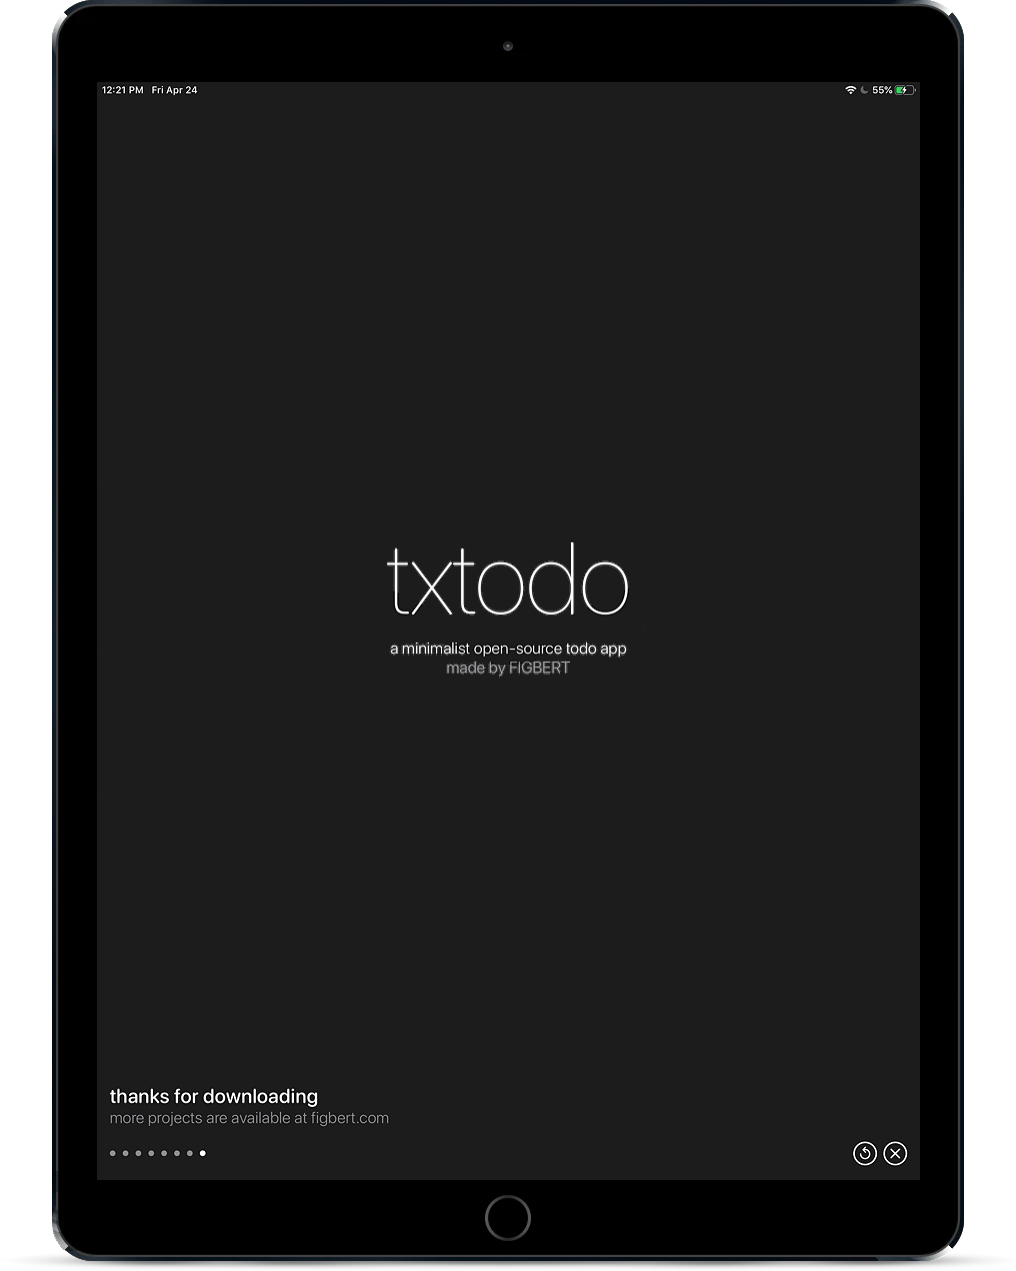 12:21 PM Fri Apr 24 55%
txtodo
a minimalist open-source todo app
made by FIGBERT
thanks for downloading
more projects are available at figbert.com